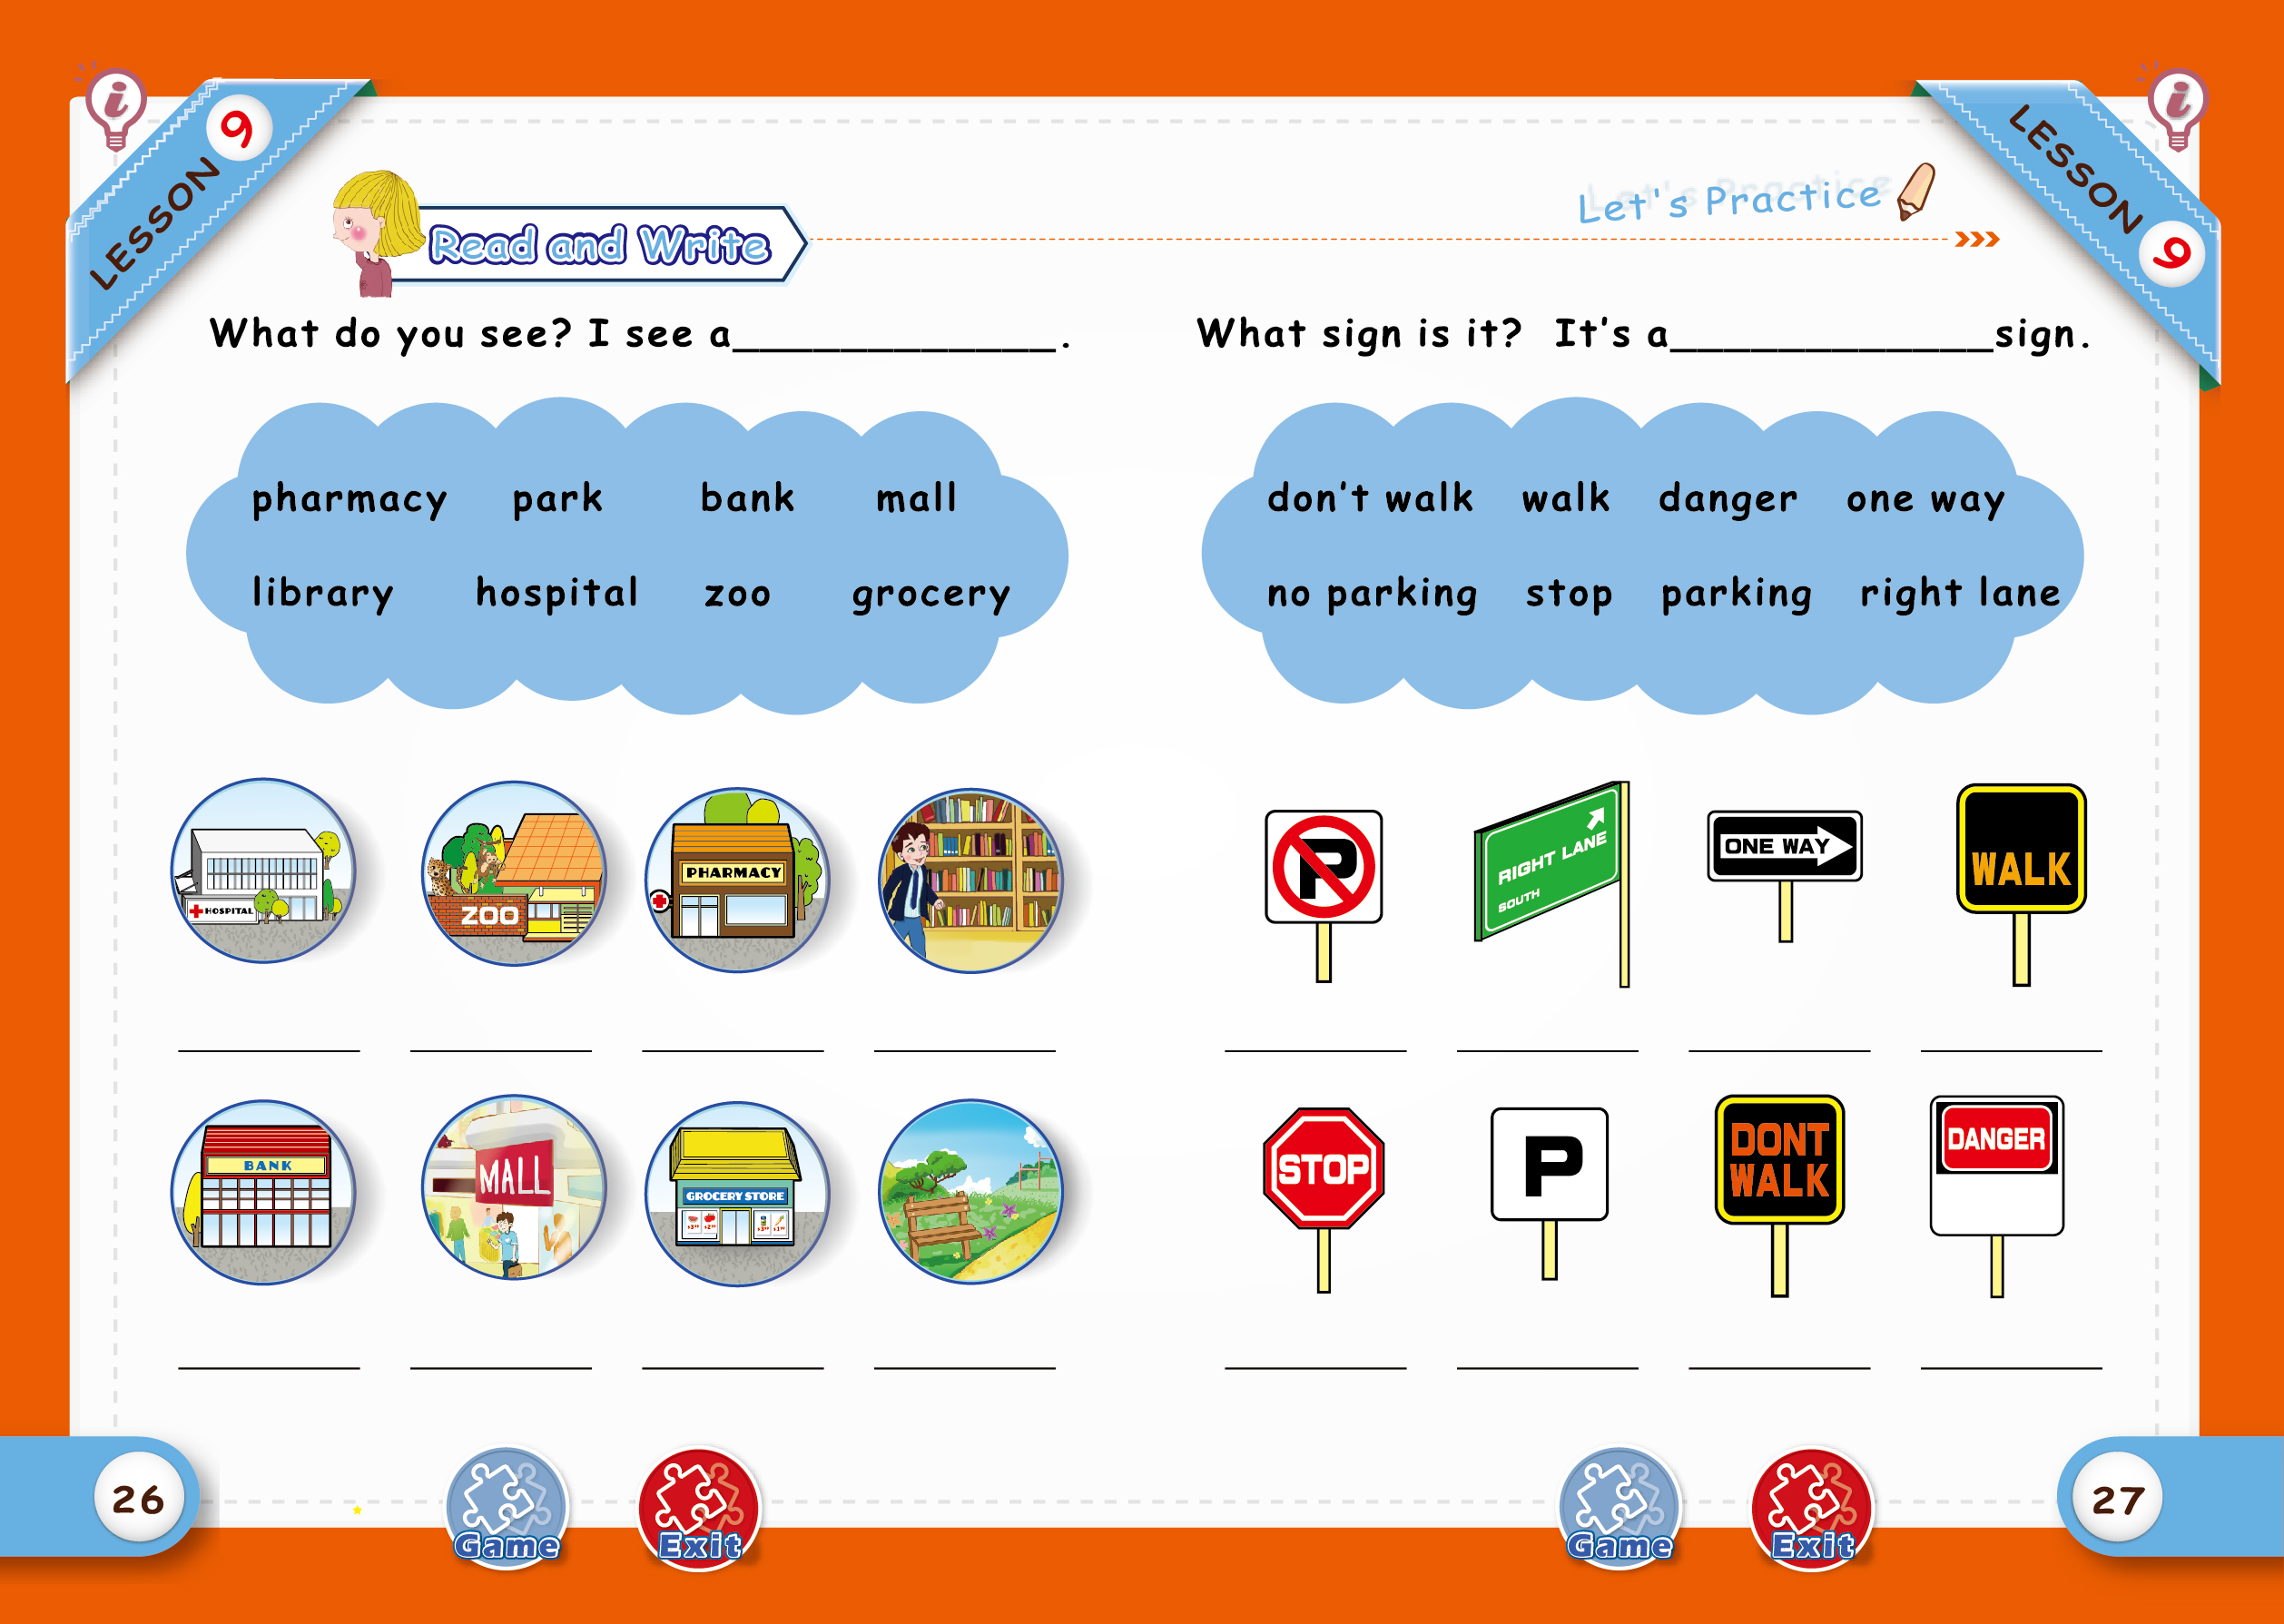 LESSON 9
Read and Write
What do you see? I see a____________.
pharmacy park bank mall
library hospital zoo grocery
HOSPITAL
ZOO
PHARMACY
BANK
MALL
GROCERY STORE
26
Game
Exit
LESSON 9
Let's Practice
What sign is it? It's a____________sign.
don't walk walk danger one way
no parking stop parking right lane
P
RIGHT LANE
SOUTH
ONE WAY
WALK
STOP
P
DONT
WALK
DANGER
Game
Exit
27